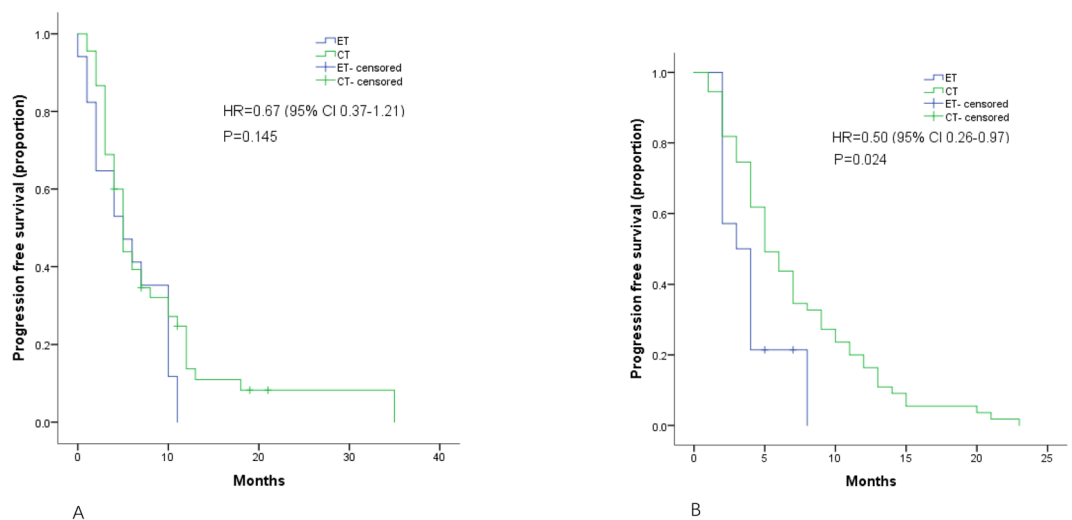 Progression free survival (proportion)
1.0
0.8
0.6
0.4
0.2
0.0
ET
CT
ET- censored
CT- censored
HR=0.67 (95% CI 0.37-1.21)
P=0.145
0 10 20 30 40
Months
A
Progression free survival (proportion)
1.0
0.8
0.6
0.4
0.2
0.0
ET
CT
ET- censored
CT- censored
HR=0.50 (95% CI 0.26-0.97)
P=0.024
0 5 10 15 20 25
Months
B